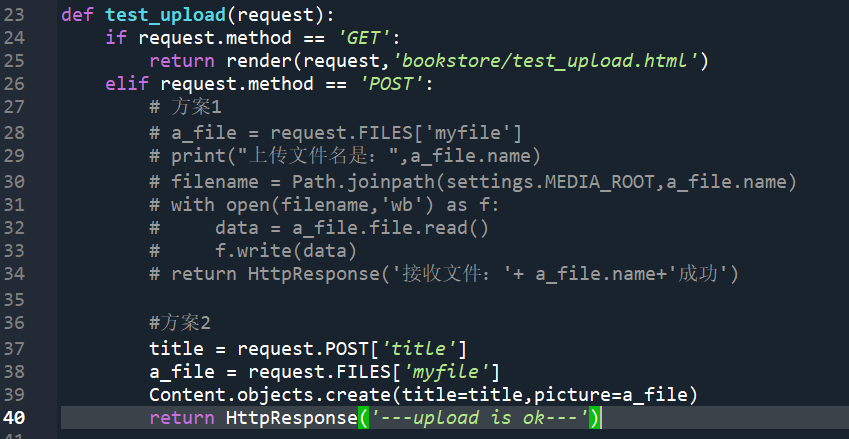 23 def test_upload(request):
24     if request.method == 'GET':
25         return render(request,'bookstore/test_upload.html')
26     elif request.method == 'POST':
27         # 方案1
28         # a_file = request.FILES['myfile']
29         # print("上传文件名是：",a_file.name)
30         # filename = Path.joinpath(settings.MEDIA_ROOT,a_file.name)
31         # with open(filename,'wb') as f:
32         #     data = a_file.file.read()
33         #     f.write(data)
34         # return HttpResponse('接收文件：'+ a_file.name+'成功')
35
36         #方案2
37         title = request.POST['title']
38         a_file = request.FILES['myfile']
39         Content.objects.create(title=title,picture=a_file)
40         return HttpResponse('---upload is ok---')